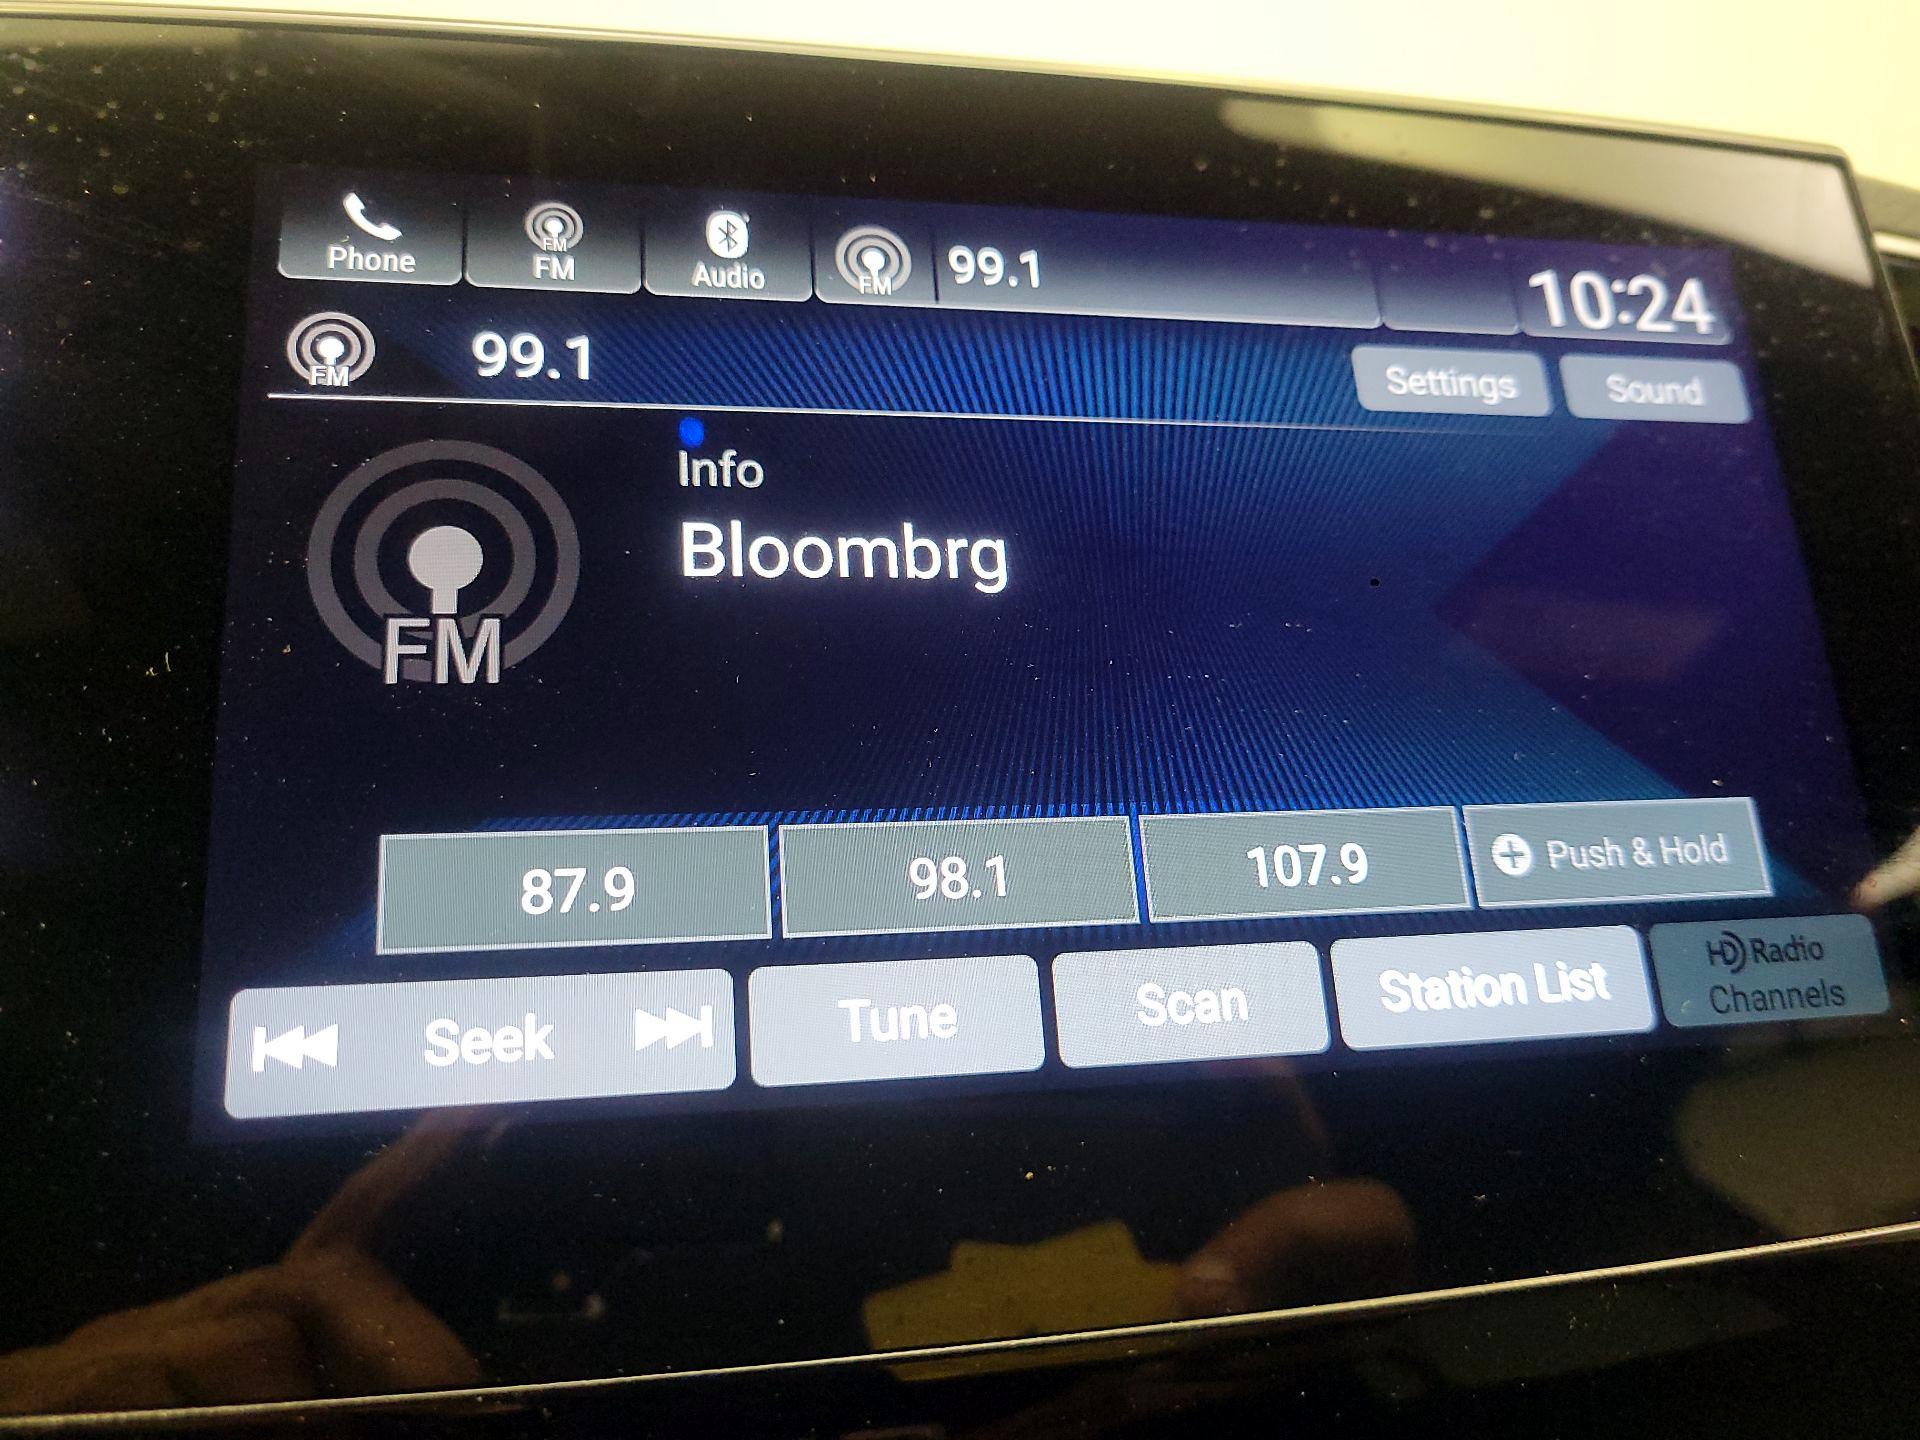 Phone FM FM Audio FM 99.1 10:24
FM 99.1 Settings Sound
Info
Bloombrg
FM
87.9 98.1 107.9 Push & Hold
Seek Tune Scan Station List HD Radio Channels